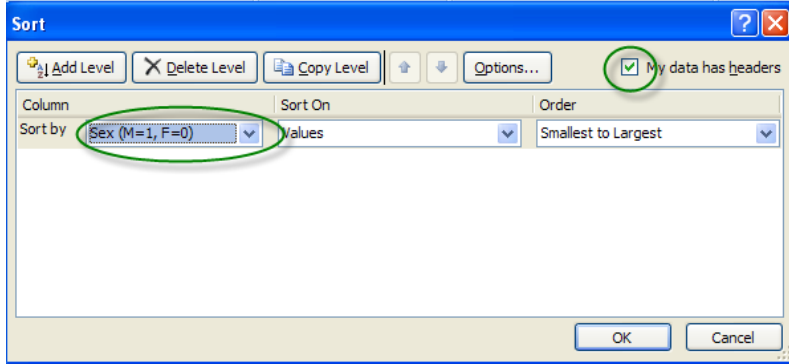 Sort
Add Level Delete Level Copy Level Options... My data has headers
Column Sort On Order
Sort by Sex (M=1, F=0) Values Smallest to Largest
OK Cancel